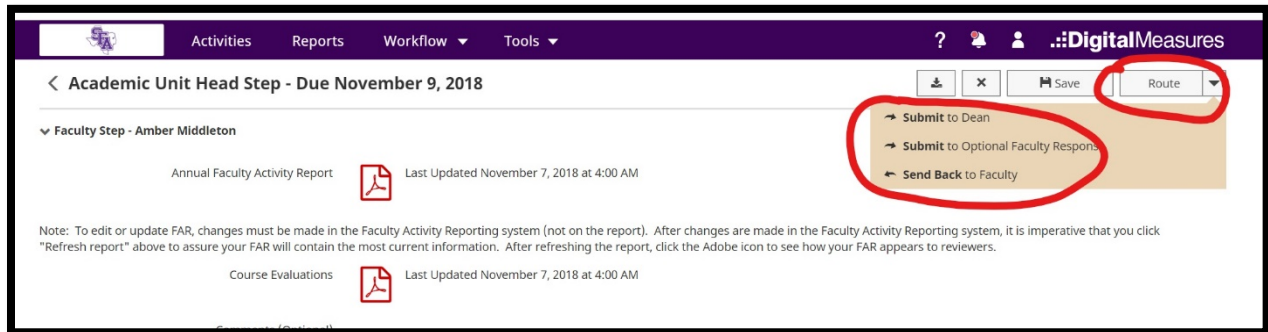 SFA Activities Reports Workflow Tools ? .::DigitalMeasures
Academic Unit Head Step - Due November 9, 2018 Save Route
Submit to Dean
Faculty Step - Amber Middleton
Submit to Optional Faculty Respons
Annual Faculty Activity Report Last Updated November 7, 2018 at 4:00 AM
Send Back to Faculty
Note: To edit or update FAR, changes must be made in the Faculty Activity Reporting system (not on the report). After changes are made in the Faculty Activity Reporting system, it is imperative that you click
"Refresh report" above to assure your FAR will contain the most current information. After refreshing the report, click the Adobe icon to see how your FAR appears to reviewers.
Course Evaluations Last Updated November 7, 2018 at 4:00 AM
Comments (Optional)